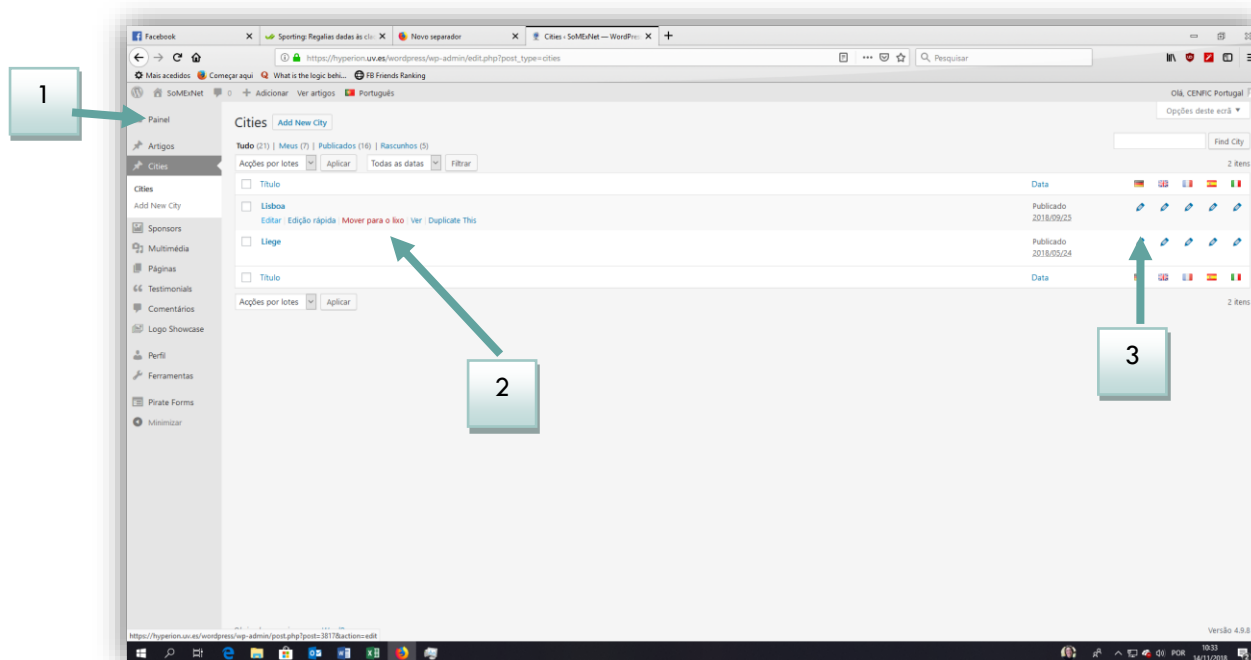 Facebook
Sporting: Regalias dadas às cla
Novo separador
Cities ‹ SoMExNet — WordPre
https://hyperion.uv.es/wordpress/wp-admin/edit.php?post_type=cities
Pesquisar
Mais acedidos Começar aqui What is the logic behi... FB Friends Ranking
SoMExNet 0 + Adicionar Ver artigos Português Olá, CENFIC Portugal
1
Painel
Artigos
Cities
Cities
Add New City
Sponsors
Multimédia
Páginas
Testimonials
Comentários
Logo Showcase
Perfil
Ferramentas
Pirate Forms
Minimizar
Opções deste ecrã
Cities Add New City
Tudo (21) | Meus (7) | Publicados (16) | Rascunhos (5)
Find City
Acções por lotes Aplicar Todas as datas Filtrar 2 itens
Título Data
Lisboa Publicado
Editar | Edição rápida | Mover para o lixo | Ver | Duplicate This 2018/09/25
Liege Publicado
2018/05/24
Título Data
Acções por lotes Aplicar 2 itens
2
3
Versão 4.9.8
https://hyperion.uv.es/wordpress/wp-admin/post.php?post=3817&action=edit
POR
10:33
14/11/2018